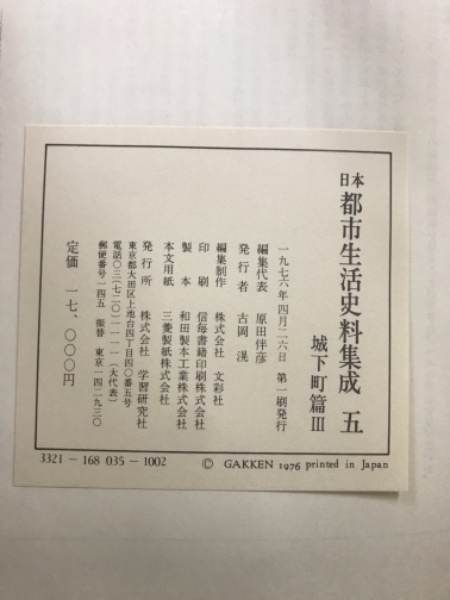 日本 都市生活史料集成 五
城下町篇Ⅲ
一九七六年四月二六日 第一刷発行
編集代表 原田伴彦
発行者 古岡 滉
編集制作 株式会社 文彩社
印刷 信毎書籍印刷株式会社
製本 和田製本工業株式会社
本文用紙 三菱製紙株式会社
発行所 株式会社 学習研究社
東京都大田区上池台四丁目四〇番五号
電話〇三(七二〇)一一一一(大代表)
郵便番号一四五 振替 東京一四二九三〇
定価 一七、〇〇〇円
3321-168 035-1002
© GAKKEN 1976 printed in Japan